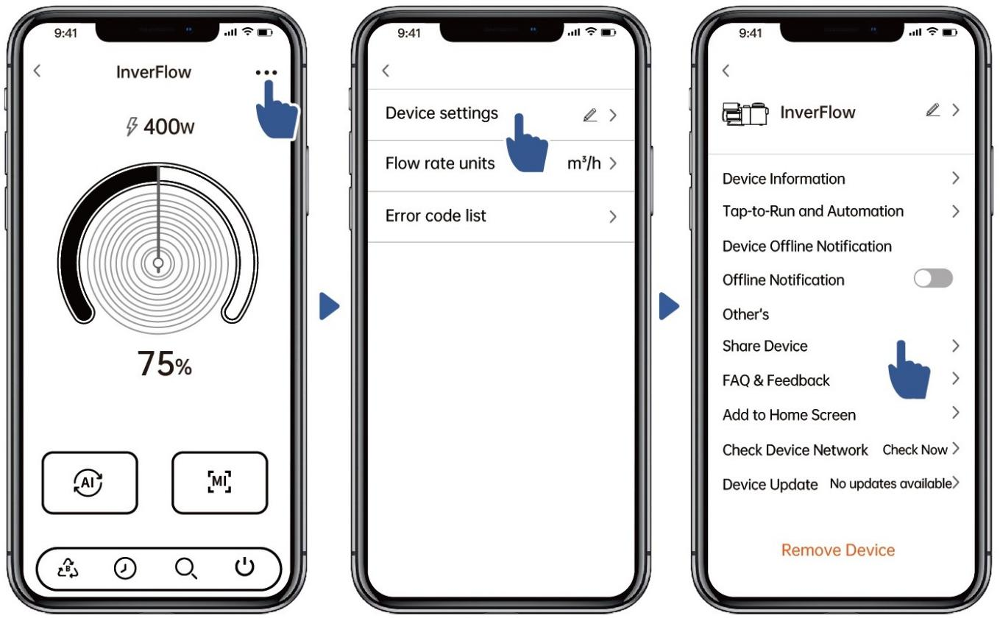 9:41
InverFlow
400W
75%
AI
MI
B
9:41
Device settings
Flow rate units m³/h
Error code list
9:41
InverFlow
Device Information
Tap-to-Run and Automation
Device Offline Notification
Offline Notification
Other's
Share Device
FAQ & Feedback
Add to Home Screen
Check Device Network Check Now
Device Update No updates available
Remove Device